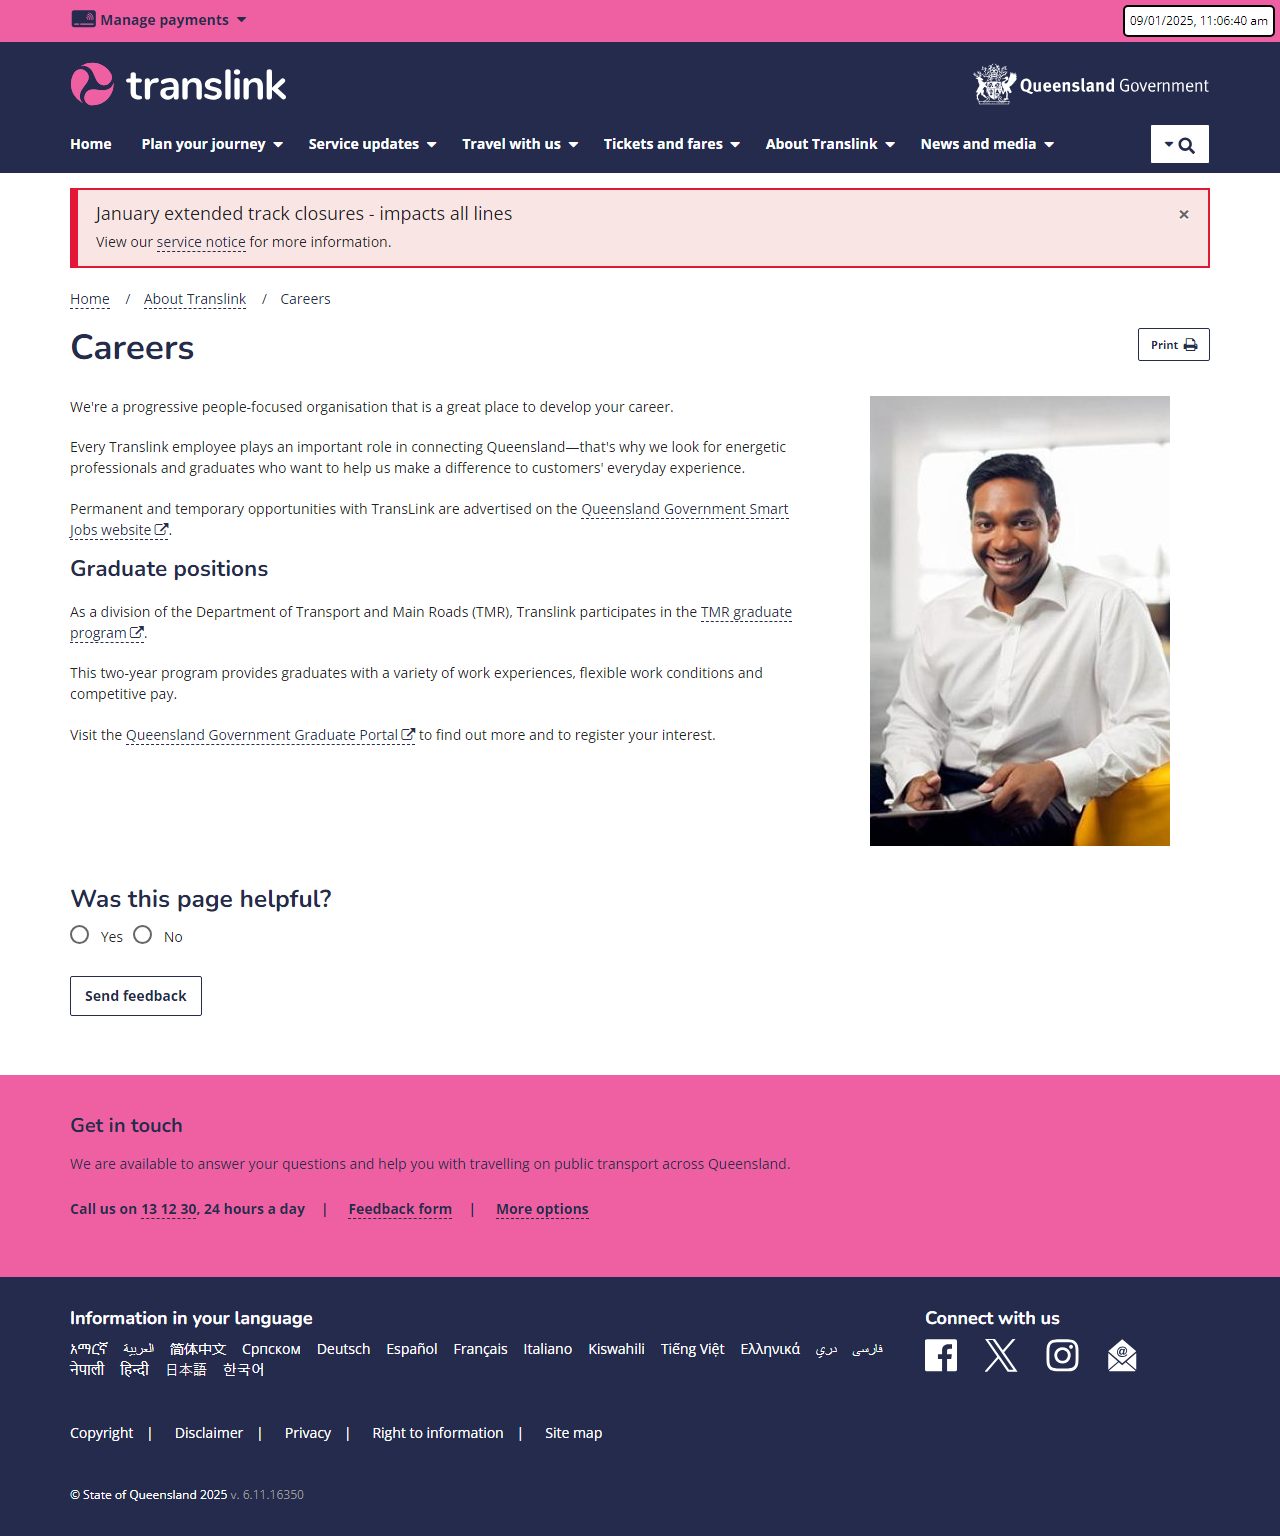 Manage payments
09/01/2025, 11:06:40 am
translink
Queensland Government
Home Plan your journey Service updates Travel with us Tickets and fares About Translink News and media
January extended track closures - impacts all lines ×
View our service notice for more information.
Home / About Translink / Careers
Careers
Print
We're a progressive people-focused organisation that is a great place to develop your career.
Every Translink employee plays an important role in connecting Queensland—that's why we look for energetic
professionals and graduates who want to help us make a difference to customers' everyday experience.
Permanent and temporary opportunities with TransLink are advertised on the Queensland Government Smart
Jobs website.
Graduate positions
As a division of the Department of Transport and Main Roads (TMR), Translink participates in the TMR graduate
program.
This two-year program provides graduates with a variety of work experiences, flexible work conditions and
competitive pay.
Visit the Queensland Government Graduate Portal to find out more and to register your interest.
Was this page helpful?
Yes No
Send feedback
Get in touch
We are available to answer your questions and help you with travelling on public transport across Queensland.
Call us on 13 12 30, 24 hours a day | Feedback form | More options
Information in your language
አማርኛ العربية 简体中文 Српском Deutsch Español Français Italiano Kiswahili Tiếng Việt Ελληνικά دري فارسی
नेपाली हिन्दी 日本語 한국어
Connect with us
Copyright | Disclaimer | Privacy | Right to information | Site map
© State of Queensland 2025 v. 6.11.16350